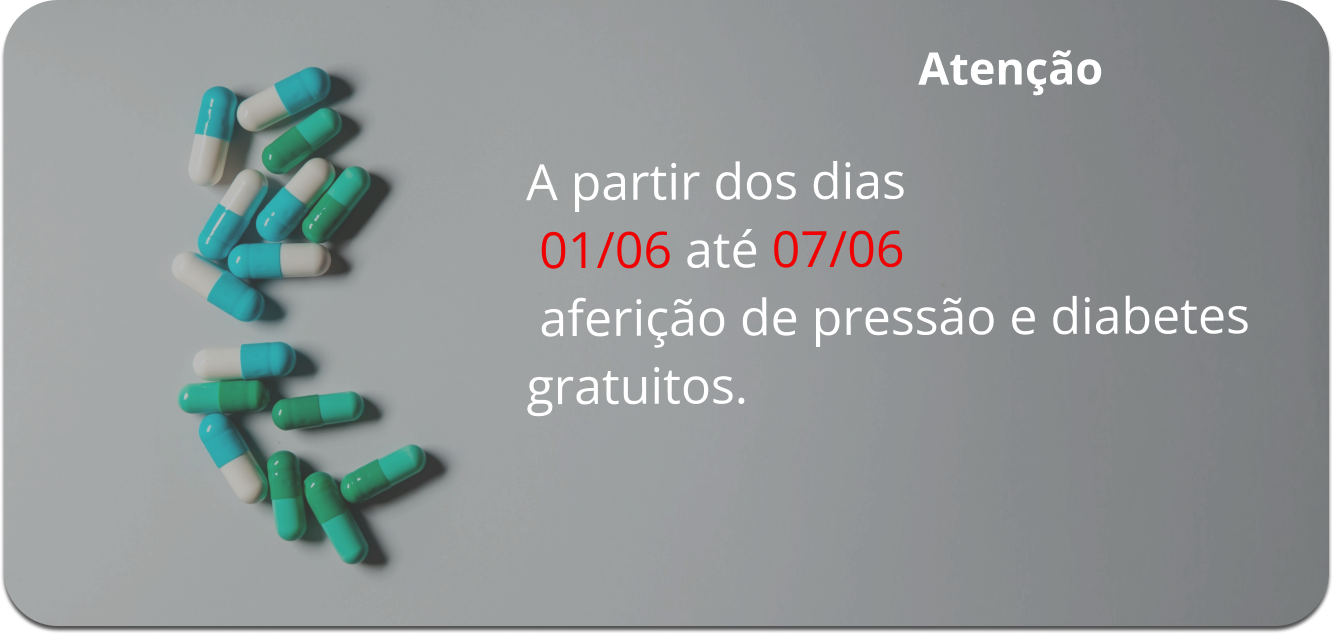 Atenção
A partir dos dias
01/06 até 07/06
aferição de pressão e diabetes
gratuitos.